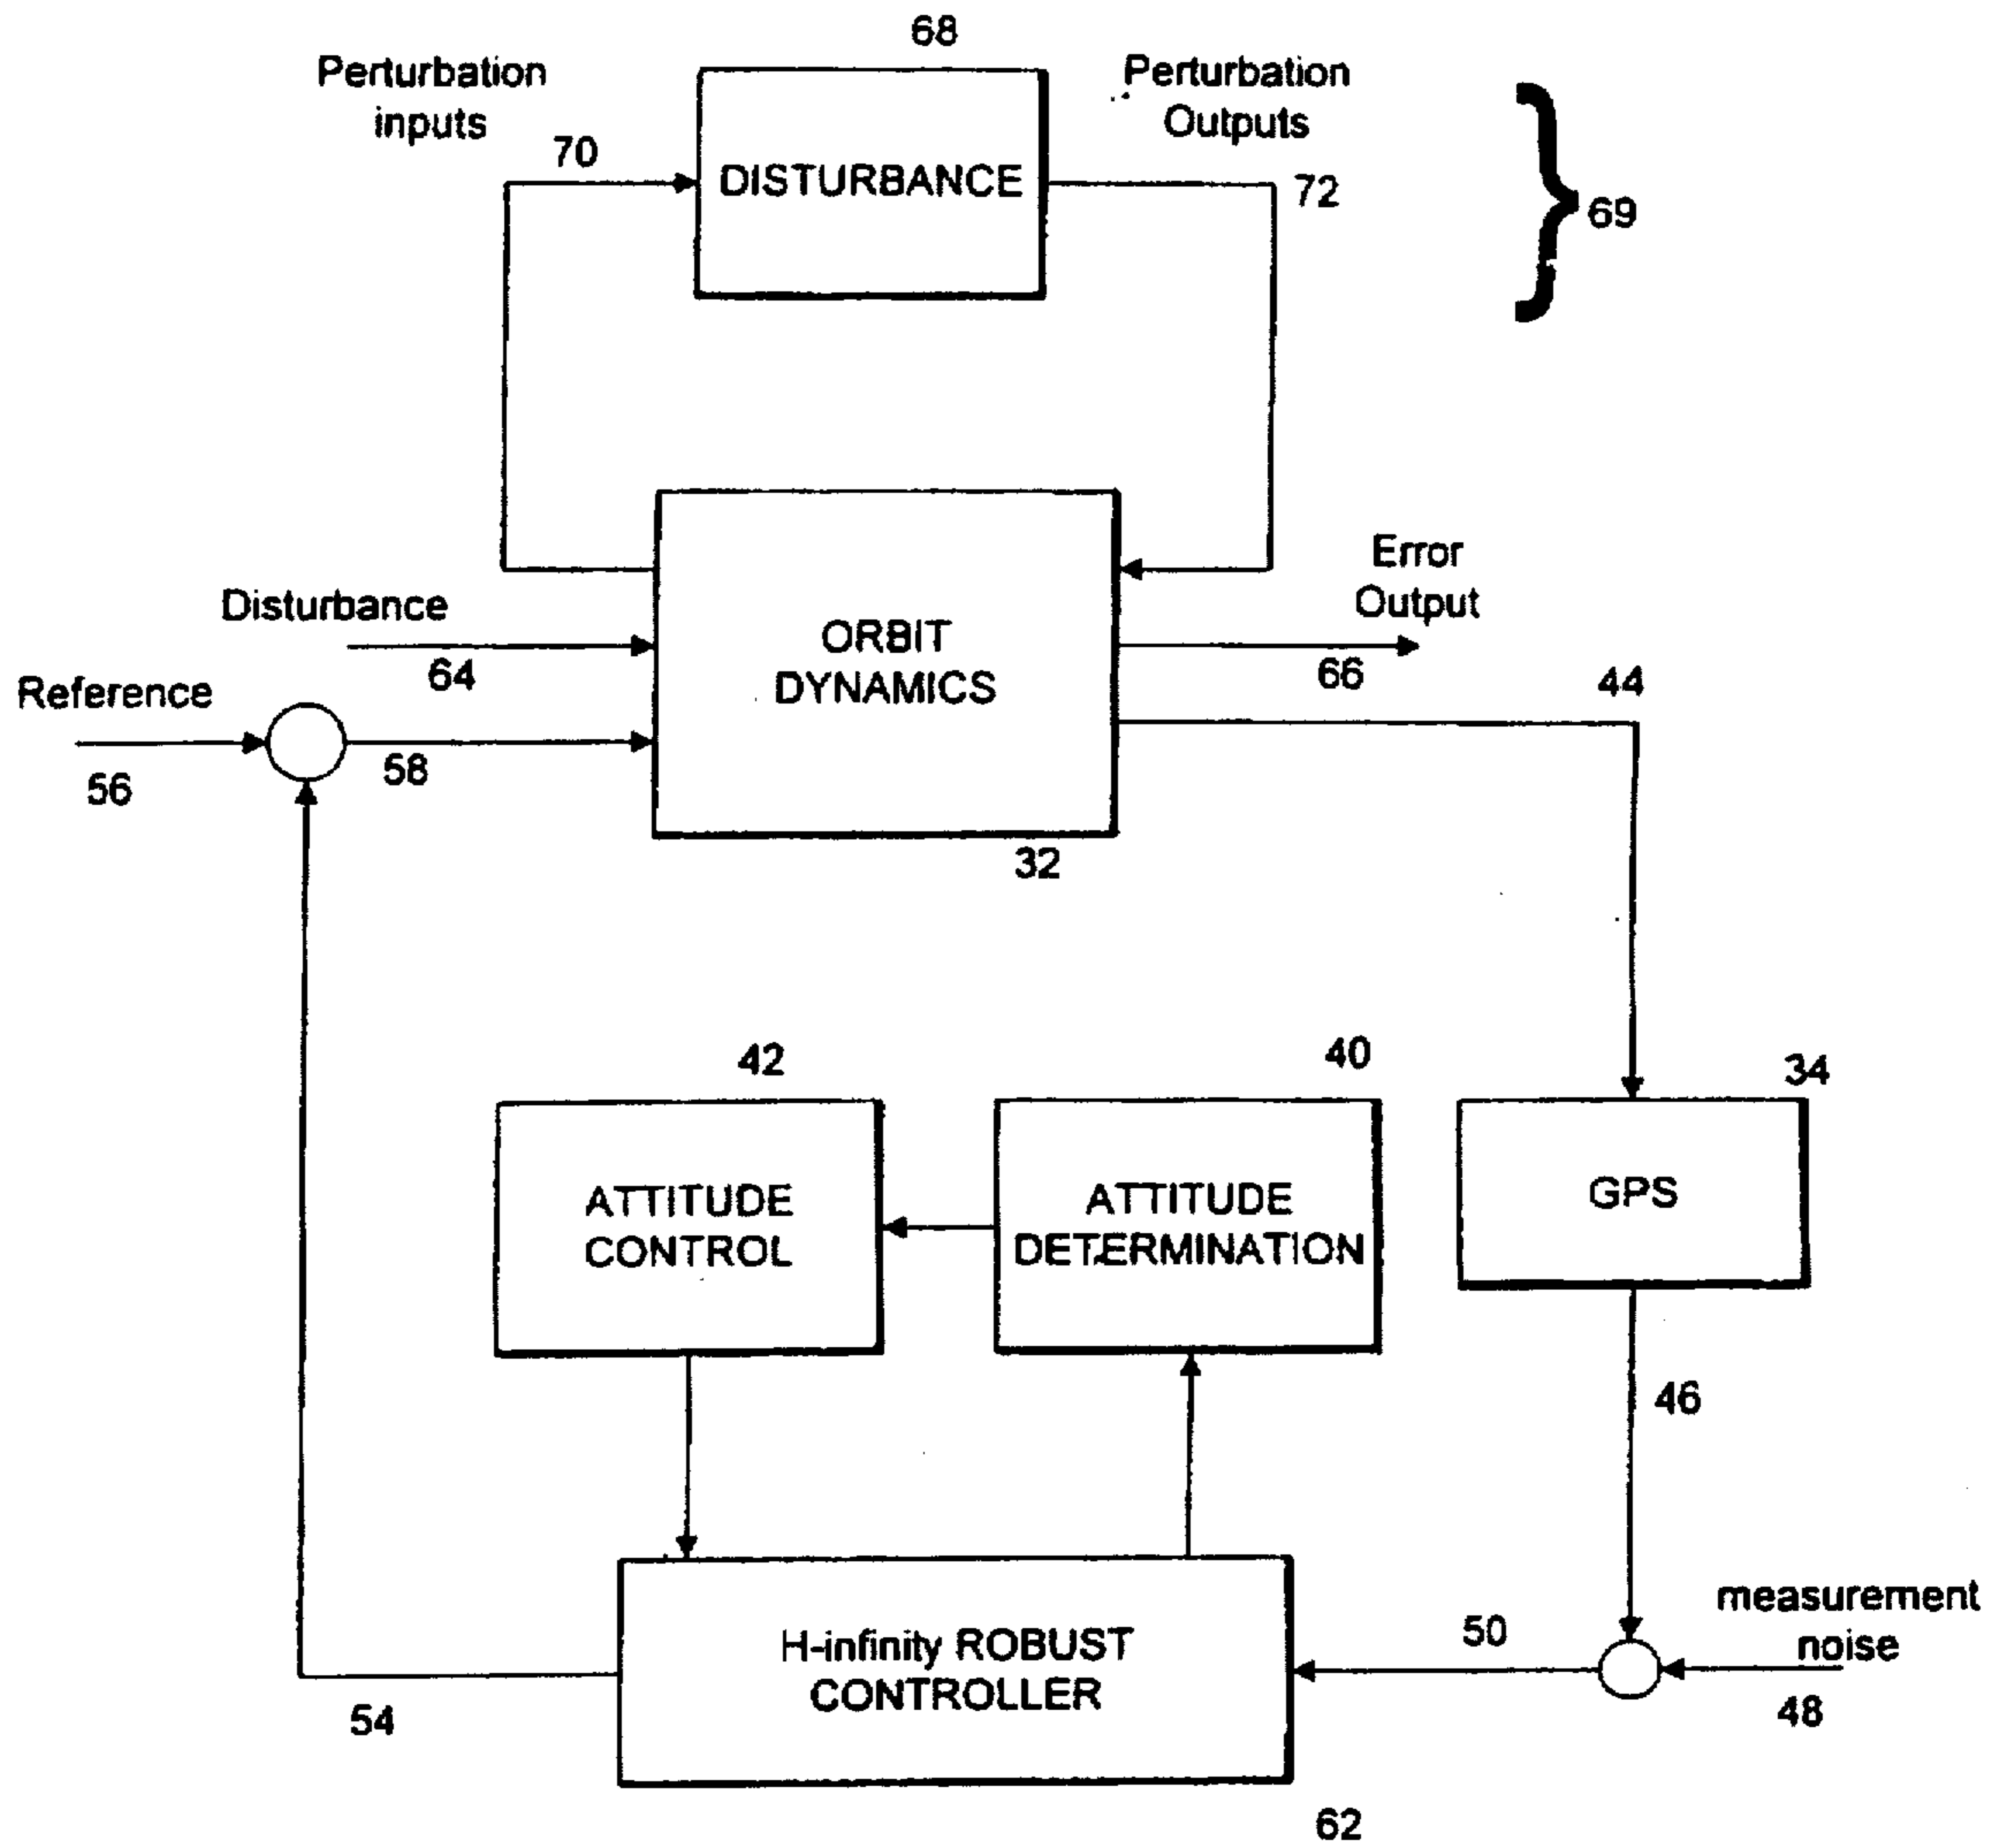 68
Perturbation
inputs
Perturbation
Outputs
70
DISTURBANCE
72
69
Error
Output
Disturbance
64
ORBIT
DYNAMICS
66
44
Reference
56
58
32
42
40
34
ATTITUDE
CONTROL
ATTITUDE
DETERMINATION
GPS
46
measurement
noise
50
H-infinity ROBUST
CONTROLLER
54
48
62